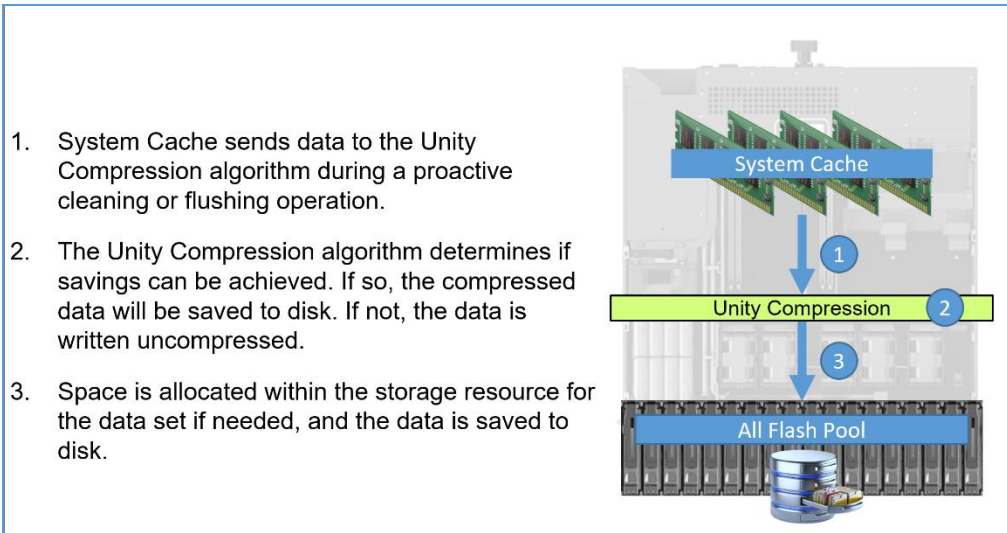 1. System Cache sends data to the Unity
Compression algorithm during a proactive
cleaning or flushing operation.
2. The Unity Compression algorithm determines if
savings can be achieved. If so, the compressed
data will be saved to disk. If not, the data is
written uncompressed.
3. Space is allocated within the storage resource for
the data set if needed, and the data is saved to
disk.
System Cache
1
Unity Compression 2
3
All Flash Pool